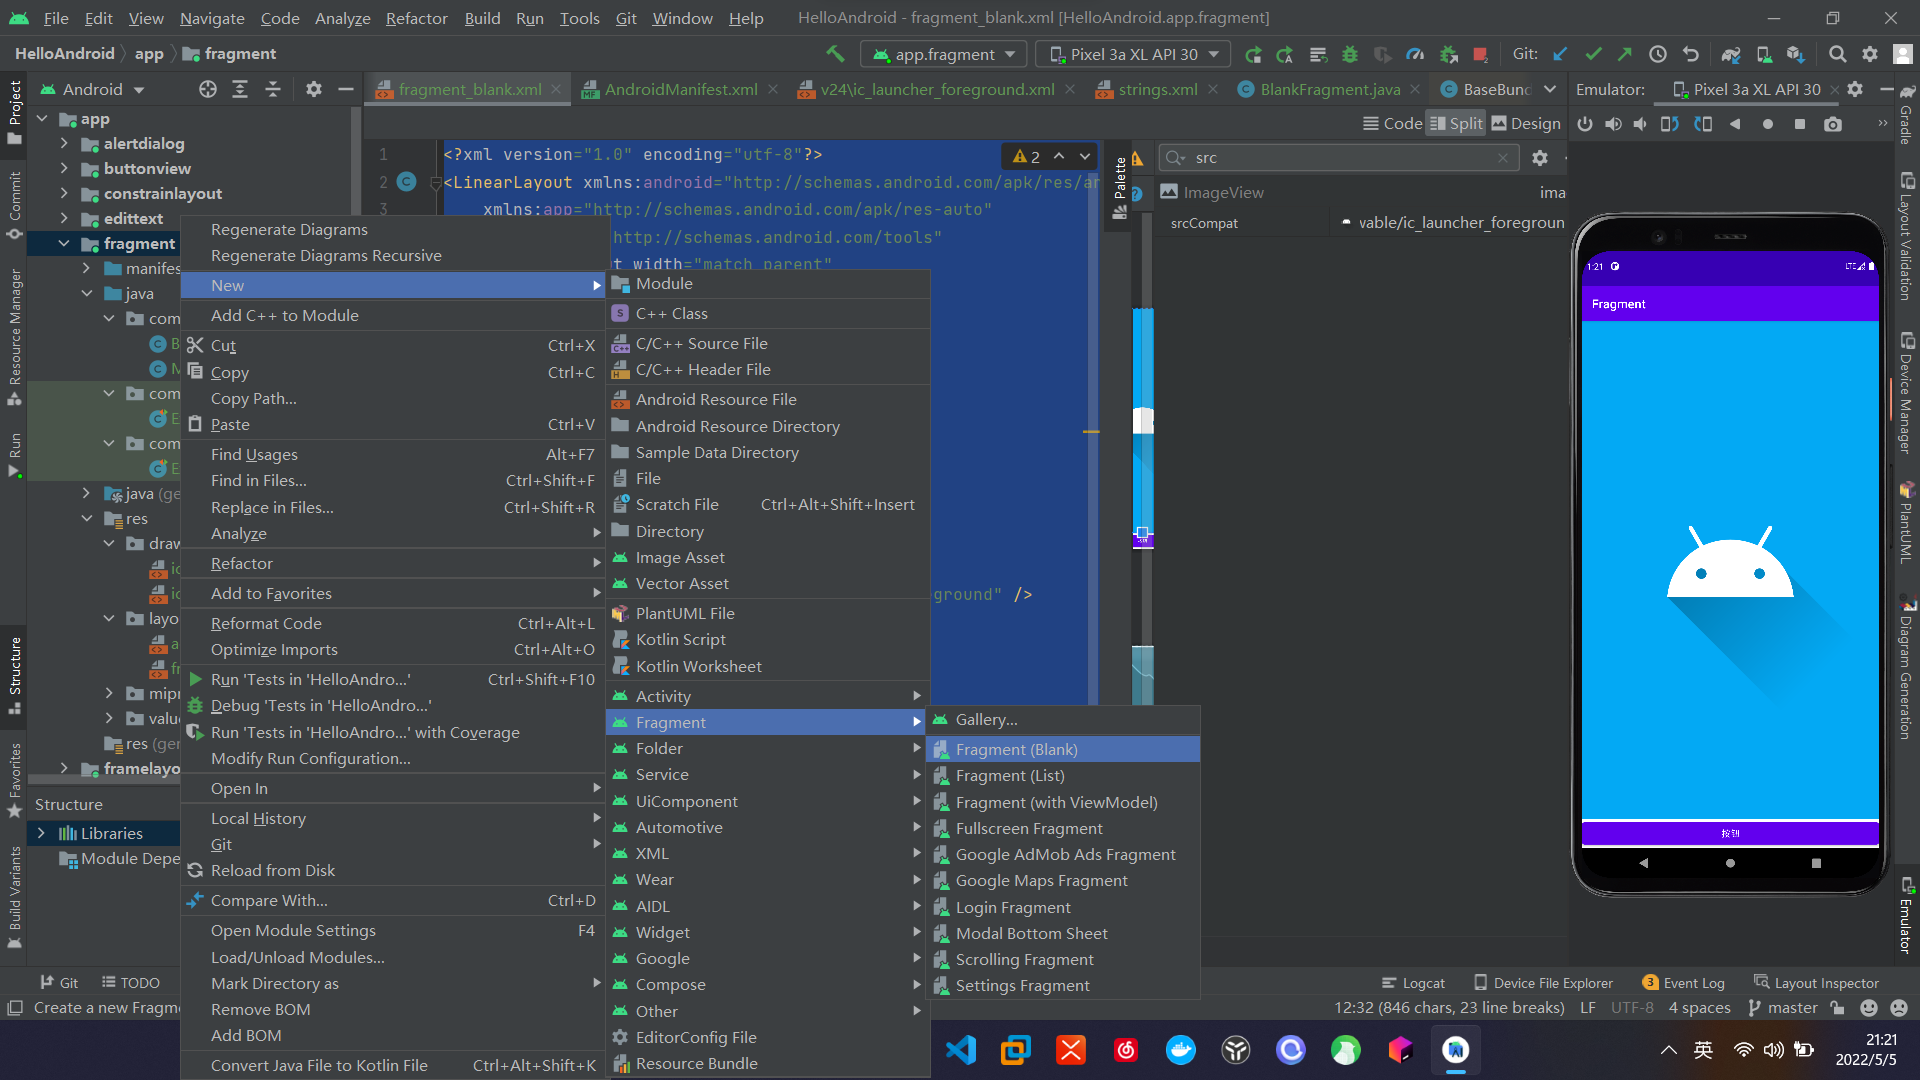 File Edit View Navigate Code Analyze Refactor Build Run Tools Git Window Help HelloAndroid - fragment_blank.xml [HelloAndroid.app.fragment]
HelloAndroid app fragment app.fragment Pixel 3a XL API 30 Git:
Android
fragment_blank.xml AndroidManifest.xml v24\ic_launcher_foreground.xml strings.xml BlankFragment.java BaseBund
Emulator: Pixel 3a XL API 30
Code Split Design
Project
Commit
Resource Manager
Run
Structure
Favorites
Build Variants
app
alertdialog
buttonview
constrainlayout
edittext
fragment
manifes
java
com
B
M
com
E
com
E
java (ge
res
draw
ic
ic
layo
a
fr
mipr
value
res (ger
framelayo
Structure
Libraries
Module Depe
1 <?xml version="1.0" encoding="utf-8"?>
2 <LinearLayout xmlns:android="http://schemas.android.com/apk/res/an
3 xmlns:app="http://schemas.android.com/apk/res-auto"
http://schemas.android.com/tools"
t_width="match_parent"
ground" />
2
Regenerate Diagrams
Regenerate Diagrams Recursive
New
Add C++ to Module
Cut Ctrl+X
Copy Ctrl+C
Copy Path...
Paste Ctrl+V
Find Usages Alt+F7
Find in Files... Ctrl+Shift+F
Replace in Files... Ctrl+Shift+R
Analyze
Refactor
Add to Favorites
Reformat Code Ctrl+Alt+L
Optimize Imports Ctrl+Alt+O
Run 'Tests in 'HelloAndro...' Ctrl+Shift+F10
Debug 'Tests in 'HelloAndro...'
Run 'Tests in 'HelloAndro...' with Coverage
Modify Run Configuration...
Open In
Local History
Git
Reload from Disk
Compare With... Ctrl+D
Open Module Settings F4
Load/Unload Modules...
Mark Directory as
Remove BOM
Add BOM
Convert Java File to Kotlin File Ctrl+Alt+Shift+K
Module
C++ Class
C/C++ Source File
C/C++ Header File
Android Resource File
Android Resource Directory
Sample Data Directory
File
Scratch File Ctrl+Alt+Shift+Insert
Directory
Image Asset
Vector Asset
PlantUML File
Kotlin Script
Kotlin Worksheet
Activity
Fragment
Folder
Service
UiComponent
Automotive
XML
Wear
AIDL
Widget
Google
Compose
Other
EditorConfig File
Resource Bundle
Gallery...
Fragment (Blank)
Fragment (List)
Fragment (with ViewModel)
Fullscreen Fragment
Google AdMob Ads Fragment
Google Maps Fragment
Login Fragment
Modal Bottom Sheet
Scrolling Fragment
Settings Fragment
Palette
src
ImageView ima
srcCompat vable/ic_launcher_foregroun
1:21 LTE
Fragment
按钮
Gradle
Layout Validation
Device Manager
PlantUML
Diagram Generation
Emulator
Git TODO Logcat Device File Explorer 3 Event Log Layout Inspector
Create a new Fragme 12:32 (846 chars, 23 line breaks) LF UTF-8 4 spaces master
英 21:21
2022/5/5